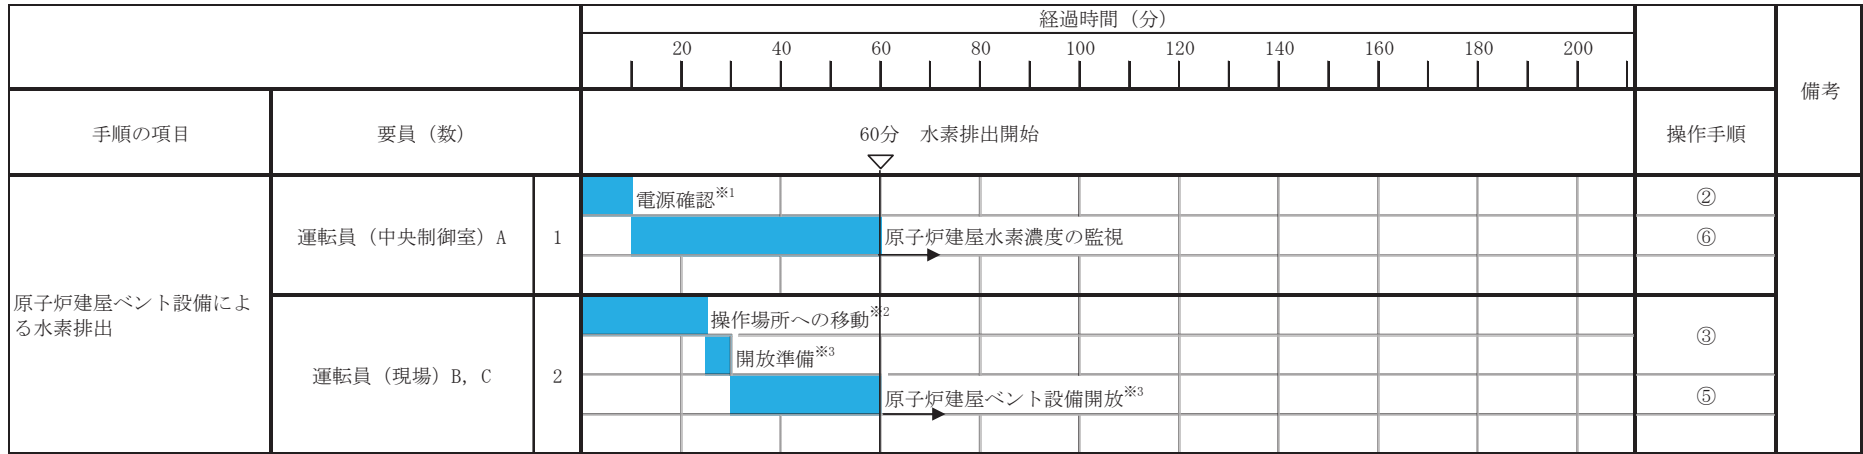 経過時間（分）
20 40 60 80 100 120 140 160 180 200
備考
手順の項目 要員（数） 60分 水素排出開始 操作手順
原子炉建屋ベント設備によ
る水素排出
運転員（中央制御室）A 1
電源確認※1 ②
原子炉建屋水素濃度の監視 ⑥
運転員（現場）B, C 2
操作場所への移動※2 ③
開放準備※3
原子炉建屋ベント設備開放※3 ⑤